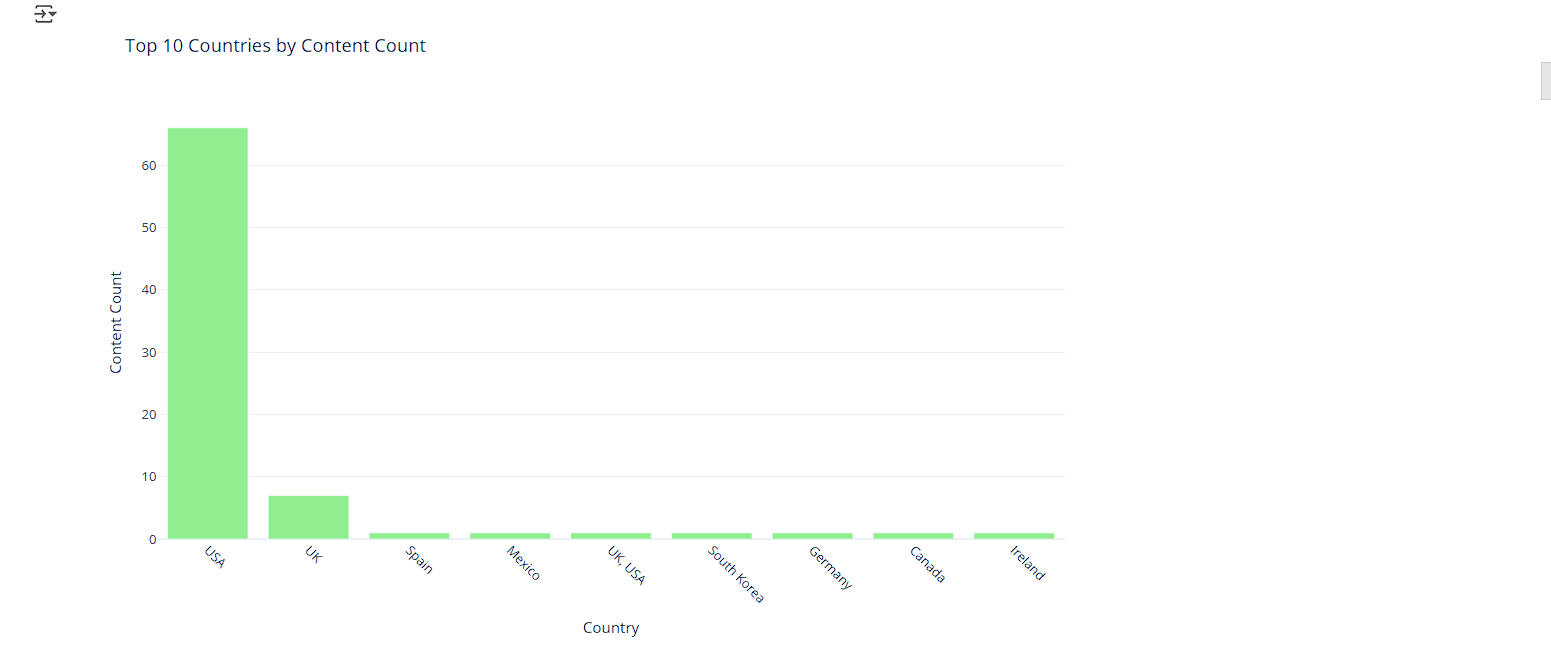 Top 10 Countries by Content Count
60
50
40
30
20
10
0
Content Count
USA
UK
Spain
Mexico
UK, USA
South Korea
Germany
Canada
Ireland
Country